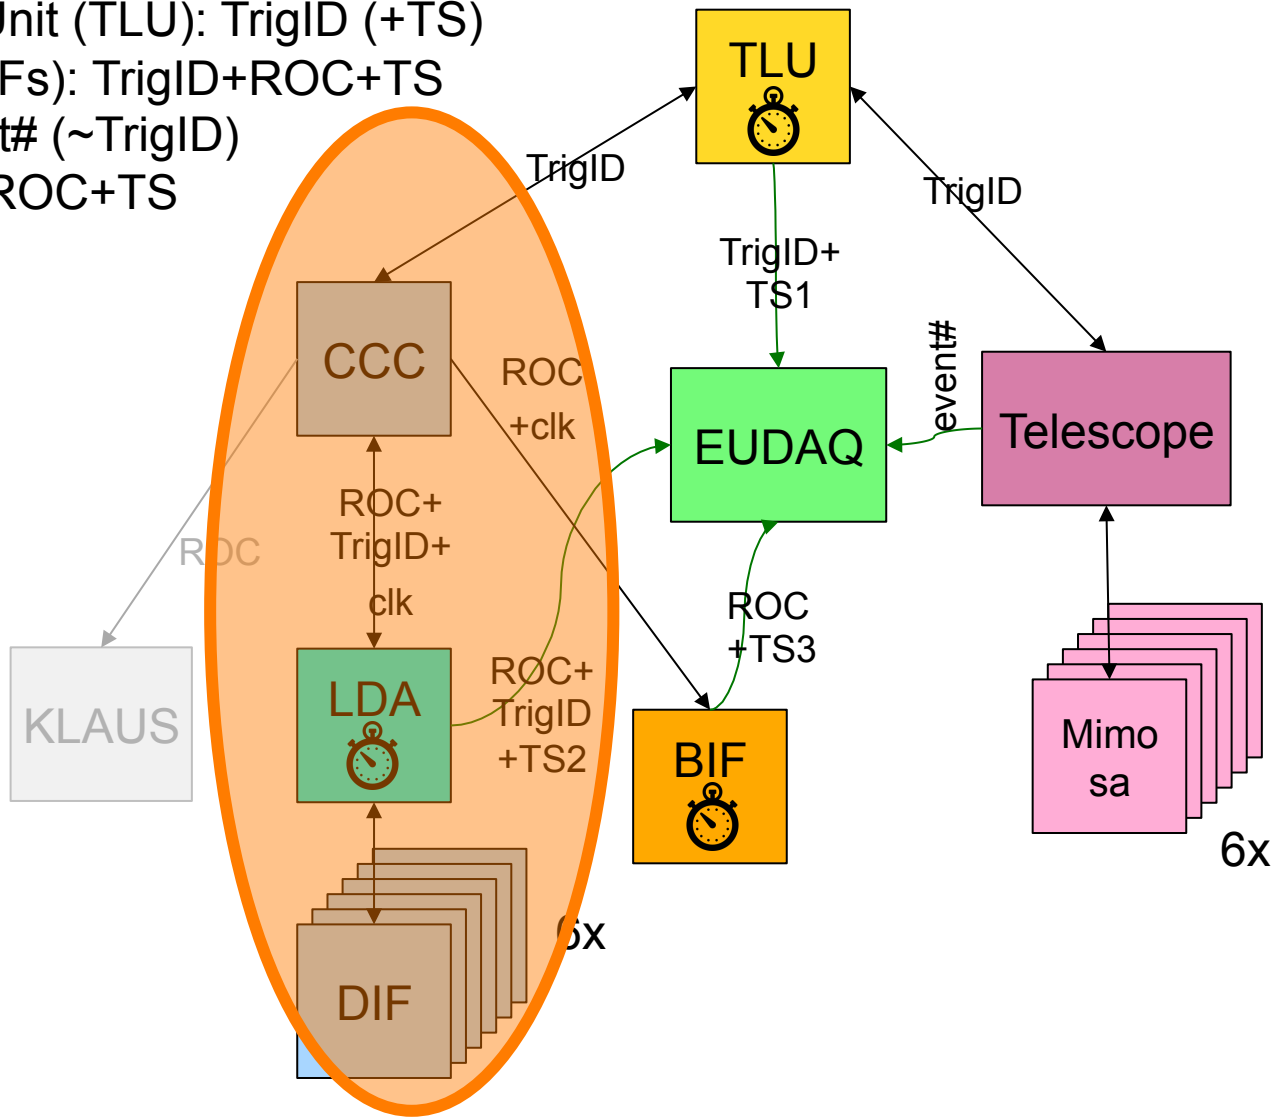 Unit (TLU): TrigID (+TS)
Fs): TrigID+ROC+TS
t# (~TrigID)
ROC+TS
TLU
TrigID
TrigID
TrigID+
TS1
event#
CCC
ROC
+clk
EUDAQ
Telescope
ROC+
TrigID+
clk
ROC
ROC
+TS3
LDA
ROC+
TrigID
+TS2
KLAUS
BIF
Mimo
sa
6x
6x
DIF